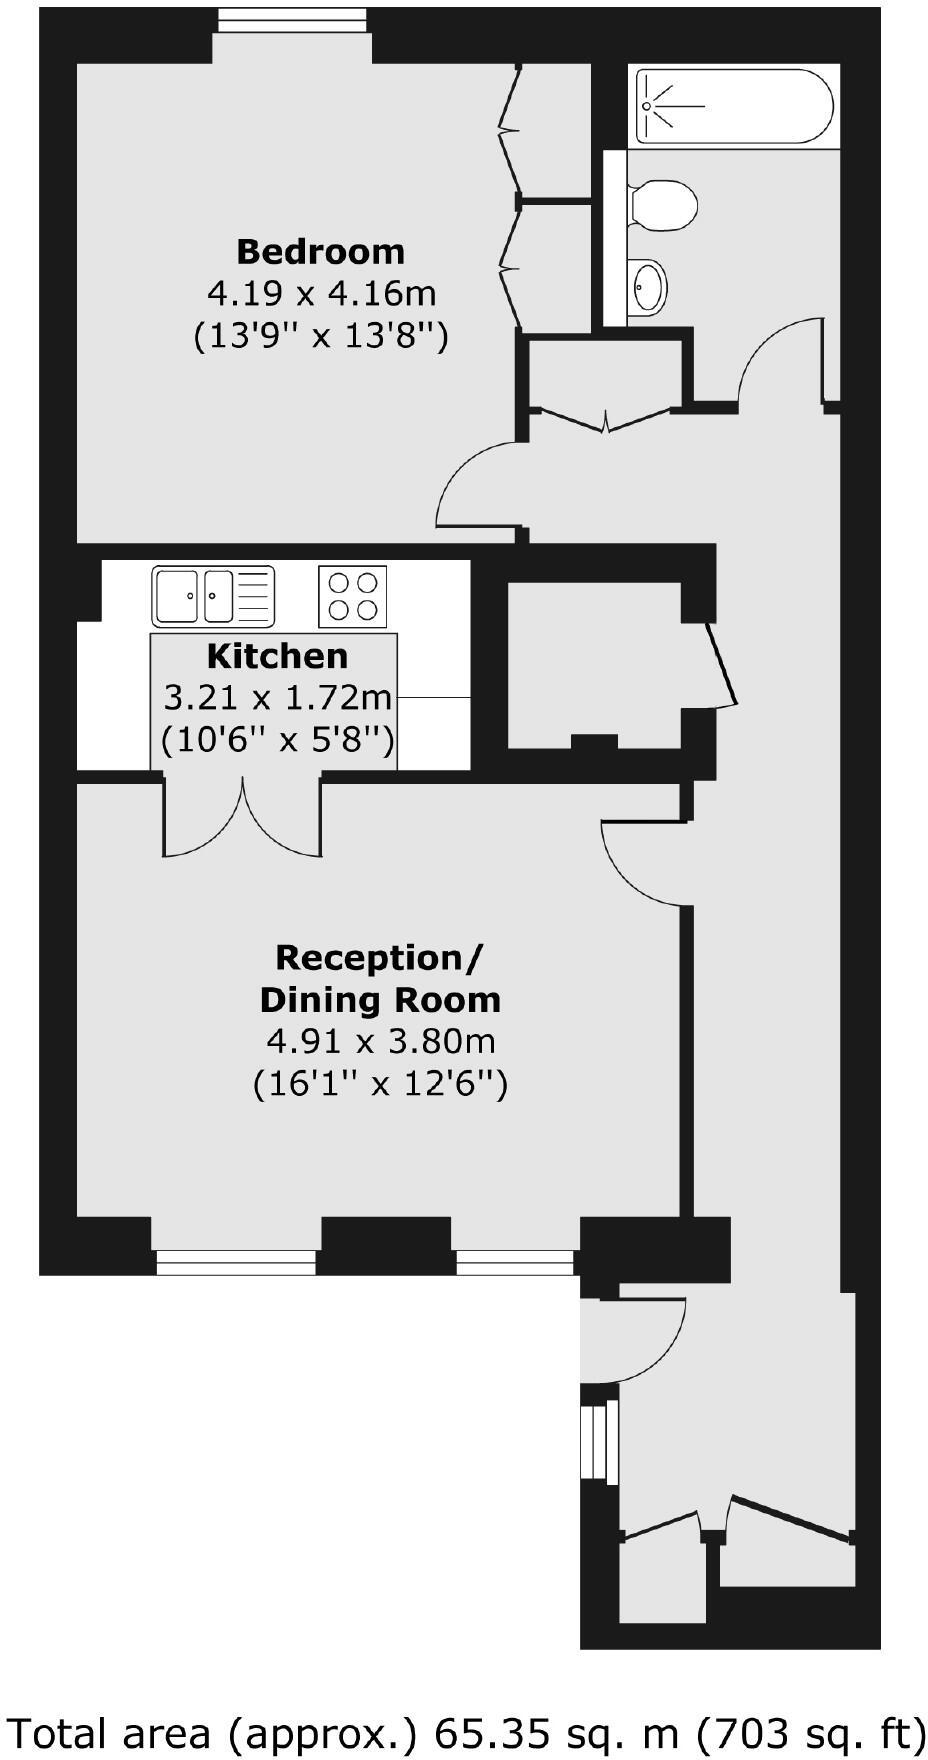 Bedroom
4.19 x 4.16m
(13'9'' x 13'8'')
Kitchen
3.21 x 1.72m
(10'6'' x 5'8'')
Reception/
Dining Room
4.91 x 3.80m
(16'1'' x 12'6'')
Total area (approx.) 65.35 sq. m (703 sq. ft)